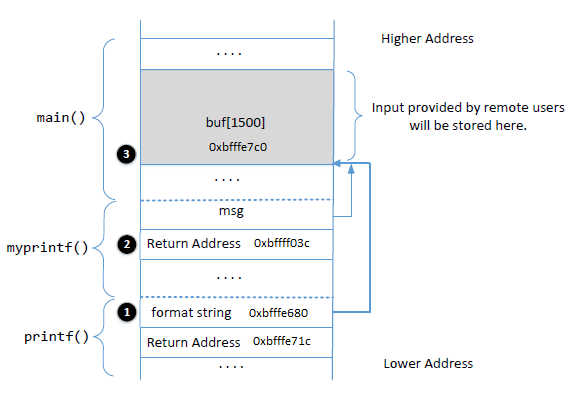 Higher Address
....
main()
buf[1500]
0xbfffe7c0
Input provided by remote users
will be stored here.
3
....
msg
myprintf()
2
Return Address 0xbffff03c
....
1
format string 0xbfffe680
printf()
Return Address 0xbfffe71c
....
Lower Address